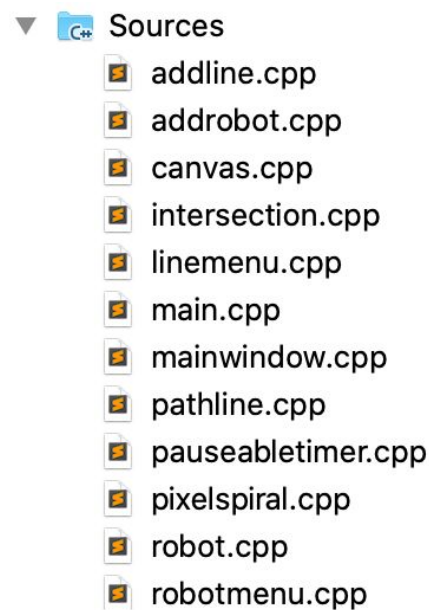 Sources
addline.cpp
addrobot.cpp
canvas.cpp
intersection.cpp
linemenu.cpp
main.cpp
mainwindow.cpp
pathline.cpp
pauseabletimer.cpp
pixelspiral.cpp
robot.cpp
robotmenu.cpp